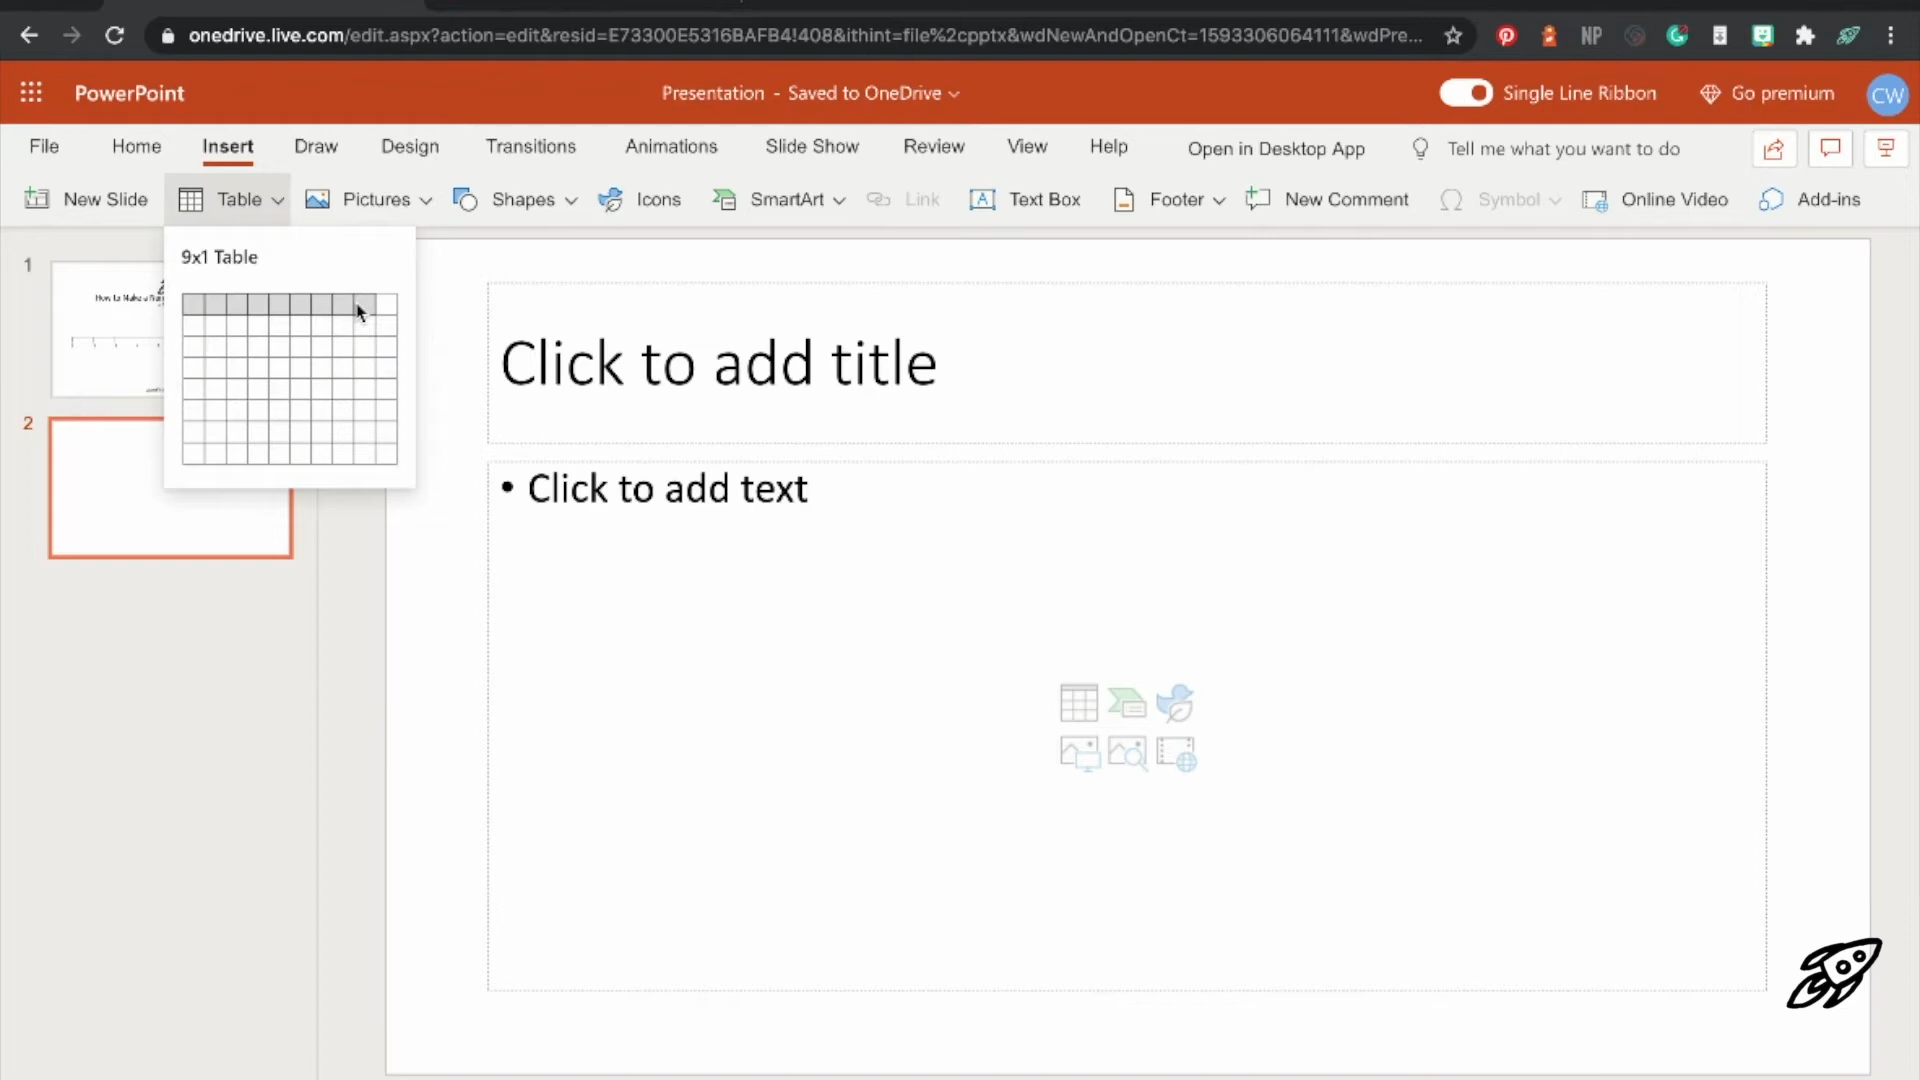 onedrive.live.com/edit.aspx?action=edit&resid=E73300E5316BAFB4!408&ithint=file%2cpptx&wdNewAndOpenCt=1593306064111&wdPre...
NP
PowerPoint
Presentation - Saved to OneDrive
Single Line Ribbon
Go premium
CW
File Home Insert Draw Design Transitions Animations Slide Show Review View Help Open in Desktop App Tell me what you want to do
New Slide Table Pictures Shapes Icons SmartArt Link Text Box Footer New Comment Symbol Online Video Add-ins
9x1 Table
1
How to Make a
2
Click to add title
• Click to add text